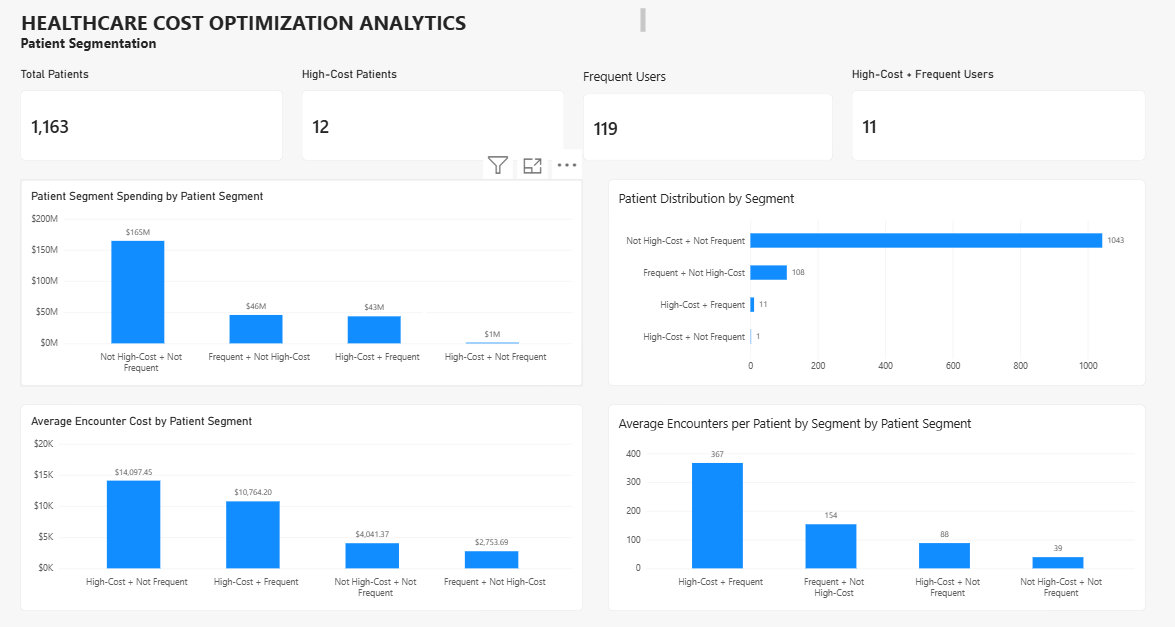 HEALTHCARE COST OPTIMIZATION ANALYTICS
Patient Segmentation
Total Patients
1,163
High-Cost Patients
12
Frequent Users
119
High-Cost + Frequent Users
11
Patient Segment Spending by Patient Segment
$200M
$150M
$100M
$50M
$0M
$165M
$46M
$43M
$1M
Not High-Cost + Not
Frequent
Frequent + Not High-Cost
High-Cost + Frequent
High-Cost + Not Frequent
Patient Distribution by Segment
Not High-Cost + Not Frequent
1043
Frequent + Not High-Cost
108
High-Cost + Frequent
11
High-Cost + Not Frequent
1
0
200
400
600
800
1000
Average Encounter Cost by Patient Segment
$20K
$15K
$10K
$5K
$0K
$14,097.45
$10,764.20
$4,041.37
$2,753.69
High-Cost + Not Frequent
High-Cost + Frequent
Not High-Cost + Not
Frequent
Frequent + Not High-Cost
Average Encounters per Patient by Segment by Patient Segment
400
300
200
100
0
367
154
88
39
High-Cost + Frequent
Frequent + Not
High-Cost
High-Cost + Not
Frequent
Not High-Cost + Not
Frequent